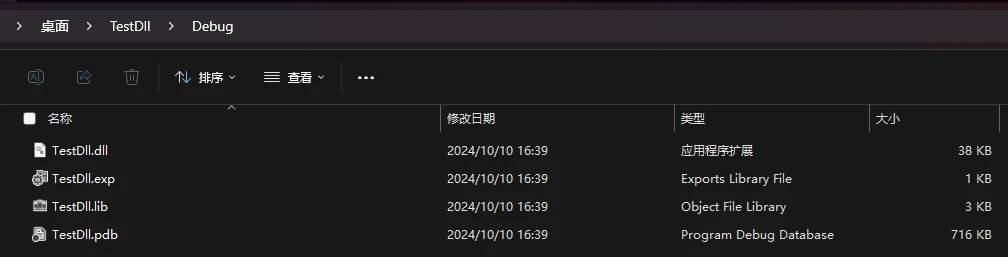 桌面 TestDll Debug
排序 查看
名称 修改日期 类型 大小
TestDll.dll 2024/10/10 16:39 应用程序扩展 38 KB
TestDll.exp 2024/10/10 16:39 Exports Library File 1 KB
TestDll.lib 2024/10/10 16:39 Object File Library 3 KB
TestDll.pdb 2024/10/10 16:39 Program Debug Database 716 KB